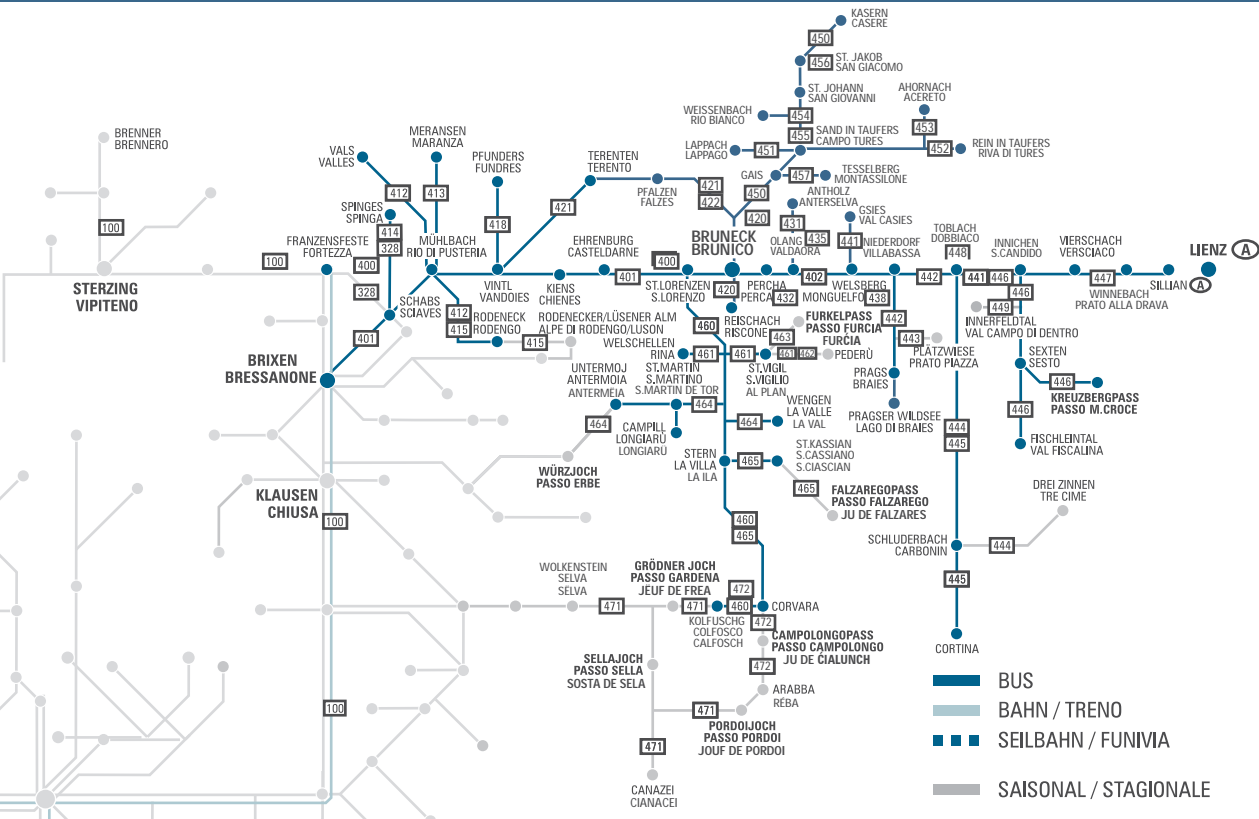 KASERN
CASERE
450
ST. JAKOB
SAN GIACOMO
456
ST. JOHANN
SAN GIOVANNI
AHORNACH
ACERETO
WEISSENBACH
RIO BIANCO
454
453
BRENNER
BRENNERO
MERANSEN
MARANZA
455
SAND IN TAUFERS
CAMPO TURES
VALS
VALLES
PFUNDERS
FUNDRES
TERENTEN
TERENTO
LAPPACH
LAPPAGO
451
452
REIN IN TAUFERS
RIVA DI TURES
GAIS
457
TESSELBERG
MONTASSILONE
412
413
PFALZEN
FALZES
421
422
450
ANTHOLZ
ANTERSELVA
SPINGES
SPINGA
421
420
GSIES
VAL CASIES
100
414
418
431
328
435
441
FRANZENSFESTE
FORTEZZA
MÜHLBACH
RIO DI PUSTERIA
EHRENBURG
CASTELDARNE
BRUNECK
BRUNICO
OLANG
VALDAORA
NIEDERDORF
VILLABASSA
TOBLACH
DOBBIACO
448
INNICHEN
S.CANDIDO
VIERSCHACH
VERSCIACO
LIENZ A
100
400
401
400
402
442
441
446
447
SILLIAN A
STERZING
VIPITENO
328
SCHABS
SCIAVES
VINTL
VANDOIES
KIENS
CHIENES
ST.LORENZEN
S.LORENZO
420
PERCHA
PERCA
432
WELSBERG
MONGUELFO
438
446
WINNEBACH
PRATO ALLA DRAVA
401
412
415
RODENECK
RODENGO
RODENECKER/LÜSENER ALM
ALPE DI RODENGO/LUSON
415
460
REISCHACH
RISCONE
FURKELPASS
PASSO FURCIA
FURČIA
442
449
INNERFELDTAL
VAL CAMPO DI DENTRO
WELSCHELLEN
RINA
461
461
463
461
462
PEDERÜ
443
PLÄTZWIESE
PRATO PIAZZA
SEXTEN
SESTO
BRIXEN
BRESSANONE
UNTERMOJ
ANTERMOIA
ANTERMEIA
ST.MARTIN
S.MARTINO
S.MARTIN DE TOR
ST.VIGIL
S.VIGILIO
AL PLAN
PRAGS
BRAIES
446
KREUZBERGPASS
PASSO M.CROCE
464
464
CAMPILL
LONGIARÙ
LONGIARÜ
464
WENGEN
LA VALLE
LA VAL
PRAGSER WILDSEE
LAGO DI BRAIES
444
445
446
FISCHLEINTAL
VAL FISCALINA
WÜRZJOCH
PASSO ERBE
STERN
LA VILLA
LA ILA
465
ST.KASSIAN
S.CASSIANO
S.CIASCIAN
465
FALZAREGOPASS
PASSO FALZAREGO
JU DE FALZARES
DREI ZINNEN
TRE CIME
KLAUSEN
CHIUSA
100
460
465
SCHLUDERBACH
CARBONIN
444
WOLKENSTEIN
SELVA
SËLVA
GRÖDNER JOCH
PASSO GARDENA
JËUF DE FREA
445
472
471
471
460
CORVARA
KOLFUSCHG
COLFOSCO
CALFOSCH
472
CAMPOLONGOPASS
PASSO CAMPOLONGO
JU DE CIALUNCH
CORTINA
SELLAJOCH
PASSO SELLA
SOSTA DE SELA
472
ARABBA
RÉBA
BUS
100
471
PORDOIJOCH
PASSO PORDOI
JOUF DE PORDOI
BAHN / TRENO
471
SEILBAHN / FUNIVIA
CANAZEI
CIANACEI
SAISONAL / STAGIONALE